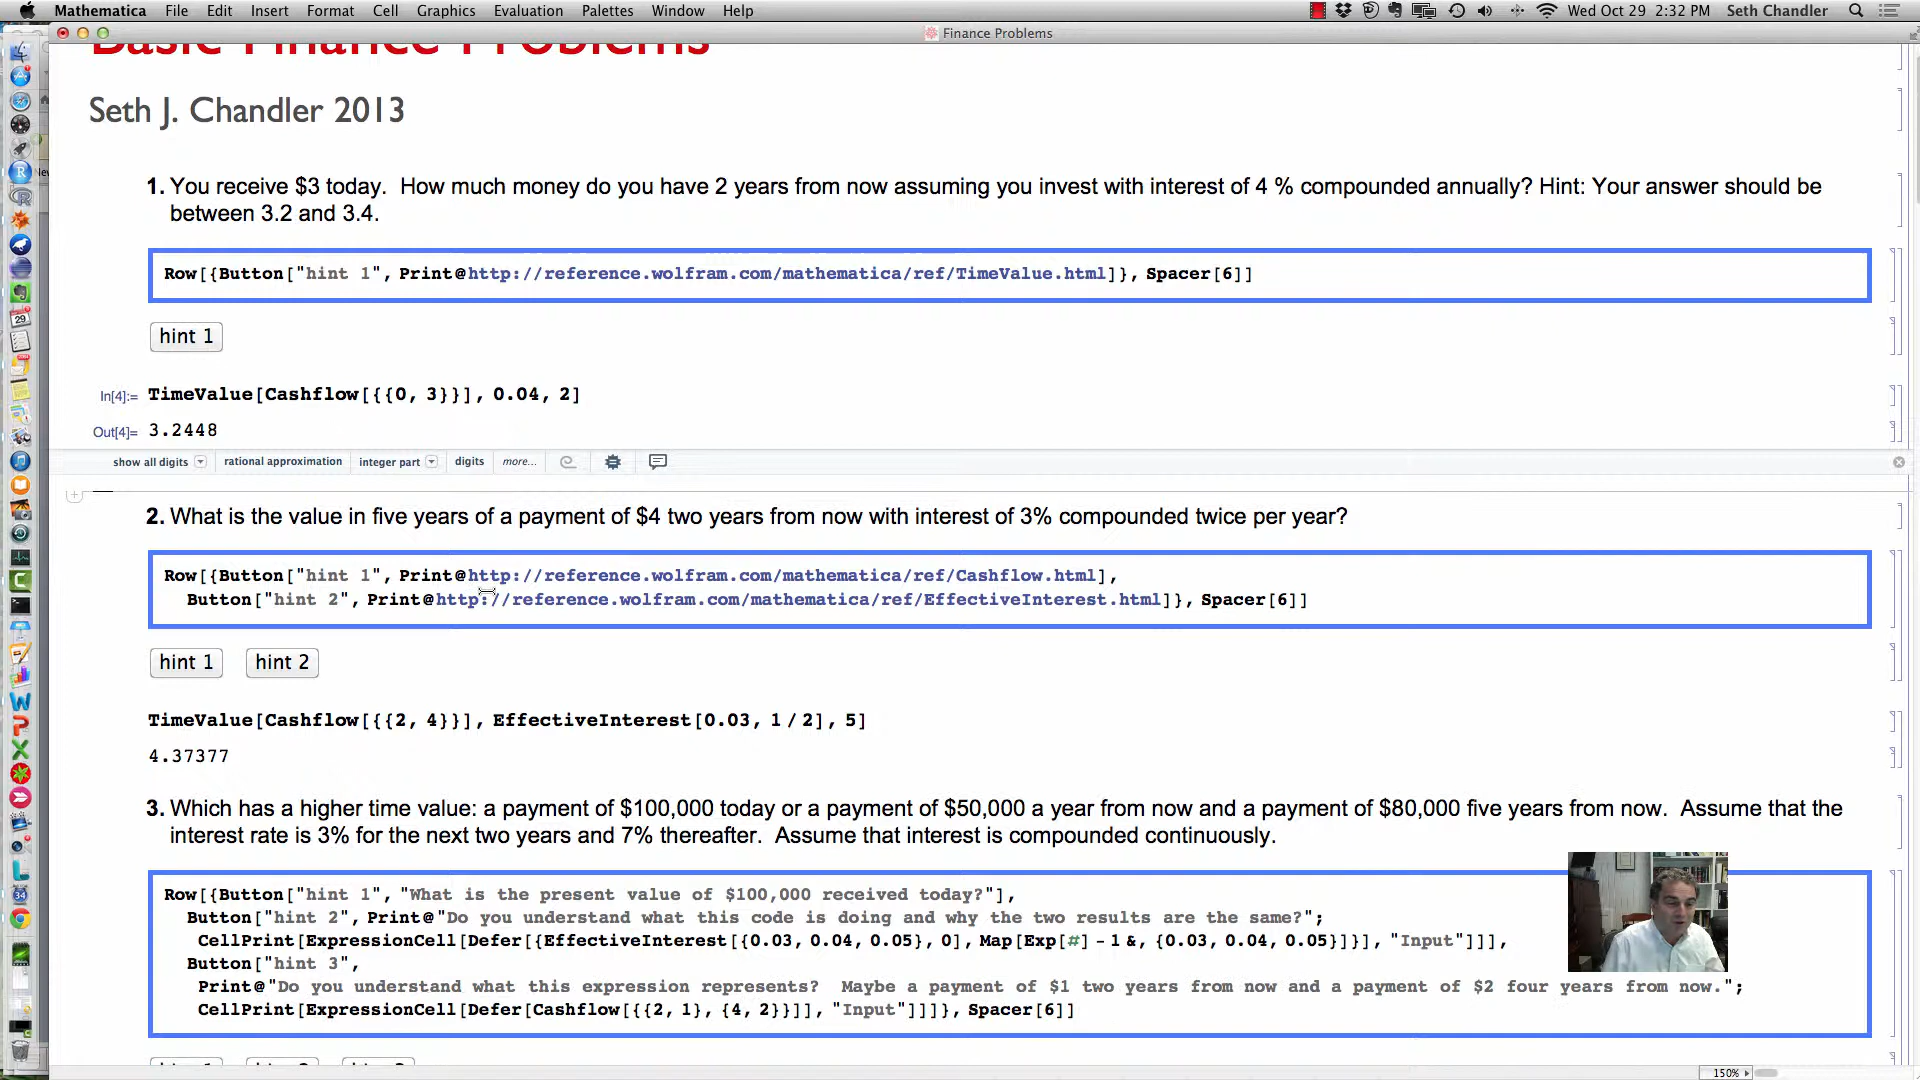 Mathematica File Edit Insert Format Cell Graphics Evaluation Palettes Window Help Wed Oct 29 2:32 PM Seth Chandler
Finance Problems
Basic Finance Problems
Seth J. Chandler 2013
1. You receive $3 today. How much money do you have 2 years from now assuming you invest with interest of 4 % compounded annually? Hint: Your answer should be
between 3.2 and 3.4.
Row[{Button["hint 1", Print@http://reference.wolfram.com/mathematica/ref/TimeValue.html]}, Spacer[6]]
hint 1
In[4]:= TimeValue[Cashflow[{{0, 3}}], 0.04, 2]
Out[4]= 3.2448
show all digits rational approximation integer part digits more...
2. What is the value in five years of a payment of $4 two years from now with interest of 3% compounded twice per year?
Row[{Button["hint 1", Print@http://reference.wolfram.com/mathematica/ref/Cashflow.html],
Button["hint 2", Print@http://reference.wolfram.com/mathematica/ref/EffectiveInterest.html]}, Spacer[6]]
hint 1 hint 2
TimeValue[Cashflow[{{2, 4}}], EffectiveInterest[0.03, 1 / 2], 5]
4.37377
3. Which has a higher time value: a payment of $100,000 today or a payment of $50,000 a year from now and a payment of $80,000 five years from now. Assume that the
interest rate is 3% for the next two years and 7% thereafter. Assume that interest is compounded continuously.
Row[{Button["hint 1", "What is the present value of $100,000 received today?"],
Button["hint 2", Print@"Do you understand what this code is doing and why the two results are the same?";
CellPrint[ExpressionCell[Defer[{EffectiveInterest[{0.03, 0.04, 0.05}, 0], Map[Exp[#] - 1 &, {0.03, 0.04, 0.05}]}], "Input"]]],
Button["hint 3",
Print@"Do you understand what this expression represents? Maybe a payment of $1 two years from now and a payment of $2 four years from now.";
CellPrint[ExpressionCell[Defer[Cashflow[{{2, 1}, {4, 2}}]], "Input"]]]}, Spacer[6]]
150%